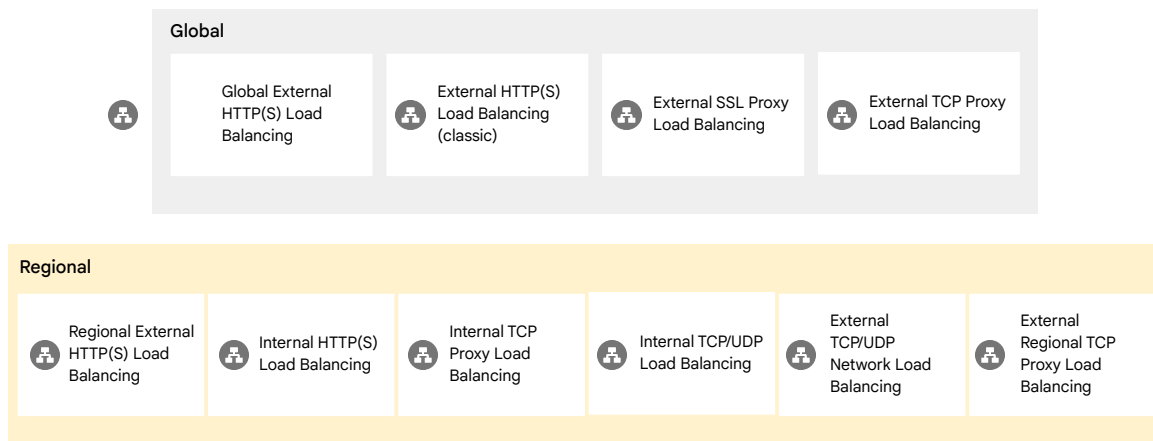 Global
Global External
HTTP(S) Load
Balancing
External HTTP(S)
Load Balancing
(classic)
External SSL Proxy
Load Balancing
External TCP Proxy
Load Balancing
Regional
Regional External
HTTP(S) Load
Balancing
Internal HTTP(S)
Load Balancing
Internal TCP
Proxy Load
Balancing
Internal TCP/UDP
Load Balancing
External
TCP/UDP
Network Load
Balancing
External
Regional TCP
Proxy Load
Balancing